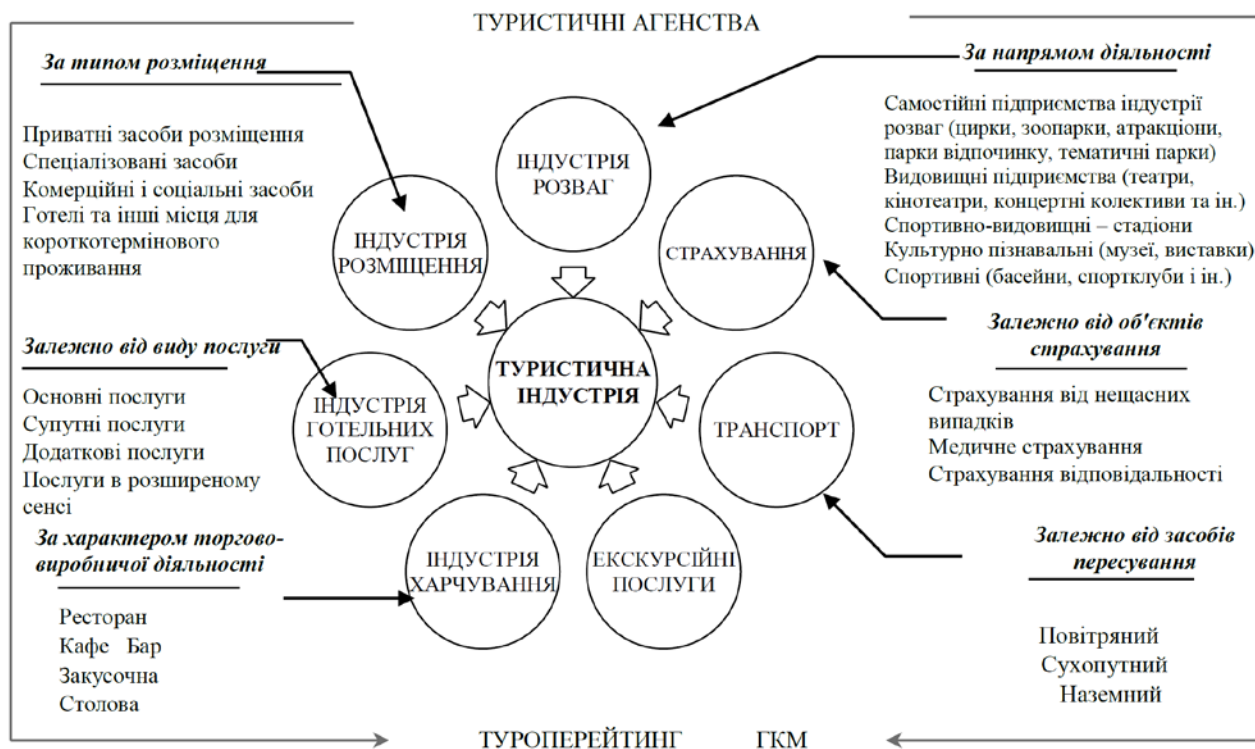 ТУРИСТИЧНІ АГЕНСТВА
За типом розміщення
Приватні засоби розміщення
Спеціалізовані засоби
Комерційні і соціальні засоби
Готелі та інші місця для
короткотермінового
проживання
Залежно від виду послуги
Основні послуги
Супутні послуги
Додаткові послуги
Послуги в розширеному
сенсі
За характером торгово-
виробничої діяльності
Ресторан
Кафе Бар
Закусочна
Столова
ІНДУСТРІЯ
РОЗВАГ
ІНДУСТРІЯ
РОЗМІЩЕННЯ
СТРАХУВАННЯ
ТУРИСТИЧНА
ІНДУСТРІЯ
ІНДУСТРІЯ
ГОТЕЛЬНИХ
ПОСЛУГ
ТРАНСПОРТ
ІНДУСТРІЯ
ХАРЧУВАННЯ
ЕКСКУРСІЙНІ
ПОСЛУГИ
За напрямом діяльності
Самостійні підприємства індустрії
розваг (цирки, зоопарки, атракціони,
парки відпочинку, тематичні парки)
Видовищні підприємства (театри,
кінотеатри, концертні колективи та ін.)
Спортивно-видовищні – стадіони
Культурно пізнавальні (музеї, виставки)
Спортивні (басейни, спортклуби і ін.)
Залежно від об'єктів
страхування
Страхування від нещасних
випадків
Медичне страхування
Страхування відповідальності
Залежно від засобів
пересування
Повітряний
Сухопутний
Наземний
ТУРОПЕРЕЙТИНГ ГКМ